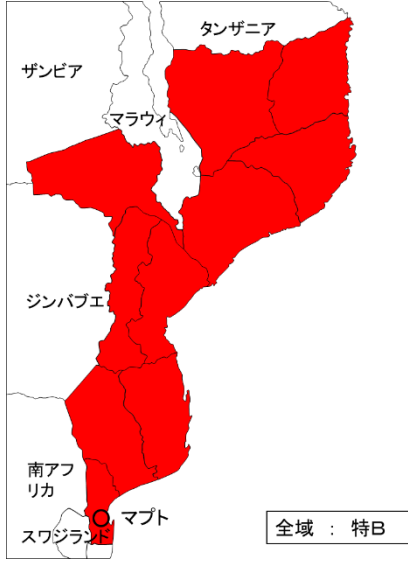 タンザニア
ザンビア
マラウィ
ジンバブエ
南アフ
リカ
マプト
スワジランド
全域 : 特B